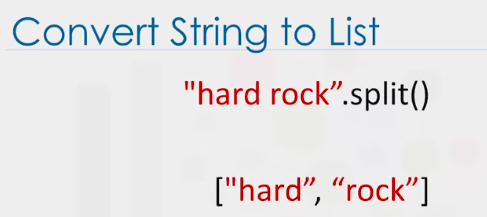 Convert String to List
"hard rock”.split()
["hard”, “rock”]